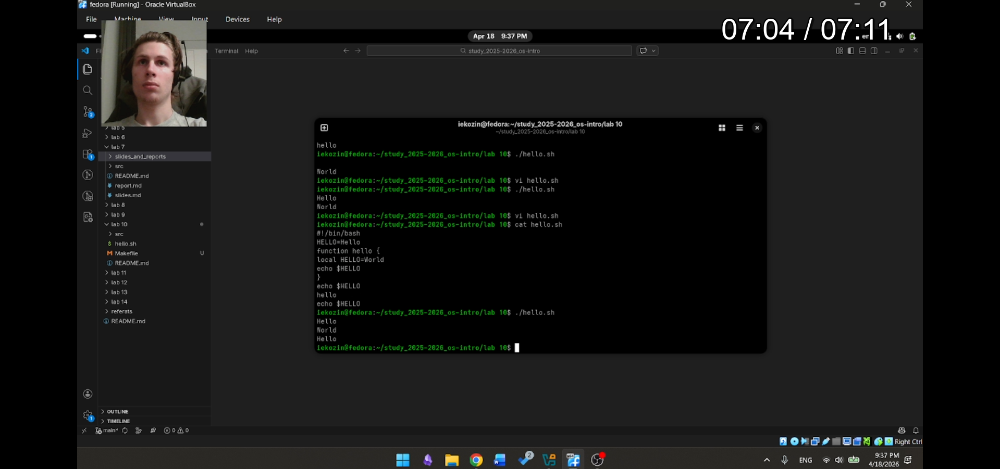 fedora [Running] - Oracle VirtualBox
File Machine View Input Devices Help
07:04 / 07:11
Apr 18 9:37 PM
en
Terminal Help
study_2025-2026_os-intro
lab 5
lab 6
lab 7
slides_and_reports
src
README.md
report.md
slides.md
lab 8
lab 9
lab 10
src
$ hello.sh
M Makefile U
README.md
lab 11
lab 12
lab 13
lab 14
referats
README.md
OUTLINE
TIMELINE
2
1
1
iekozin@fedora:~/study_2025-2026_os-intro/lab 10
~/study_2025-2026_os-intro/lab 10
hello
iekozin@fedora:~/study_2025-2026_os-intro/lab 10$ ./hello.sh
World
iekozin@fedora:~/study_2025-2026_os-intro/lab 10$ vi hello.sh
iekozin@fedora:~/study_2025-2026_os-intro/lab 10$ ./hello.sh
Hello
World
iekozin@fedora:~/study_2025-2026_os-intro/lab 10$ vi hello.sh
iekozin@fedora:~/study_2025-2026_os-intro/lab 10$ cat hello.sh
#!/bin/bash
HELLO=Hello
function hello {
local HELLO=World
echo $HELLO
}
echo $HELLO
hello
echo $HELLO
iekozin@fedora:~/study_2025-2026_os-intro/lab 10$ ./hello.sh
Hello
World
Hello
iekozin@fedora:~/study_2025-2026_os-intro/lab 10$
main* 0 0
Right Ctrl
2
ENG
9:37 PM
4/18/2026